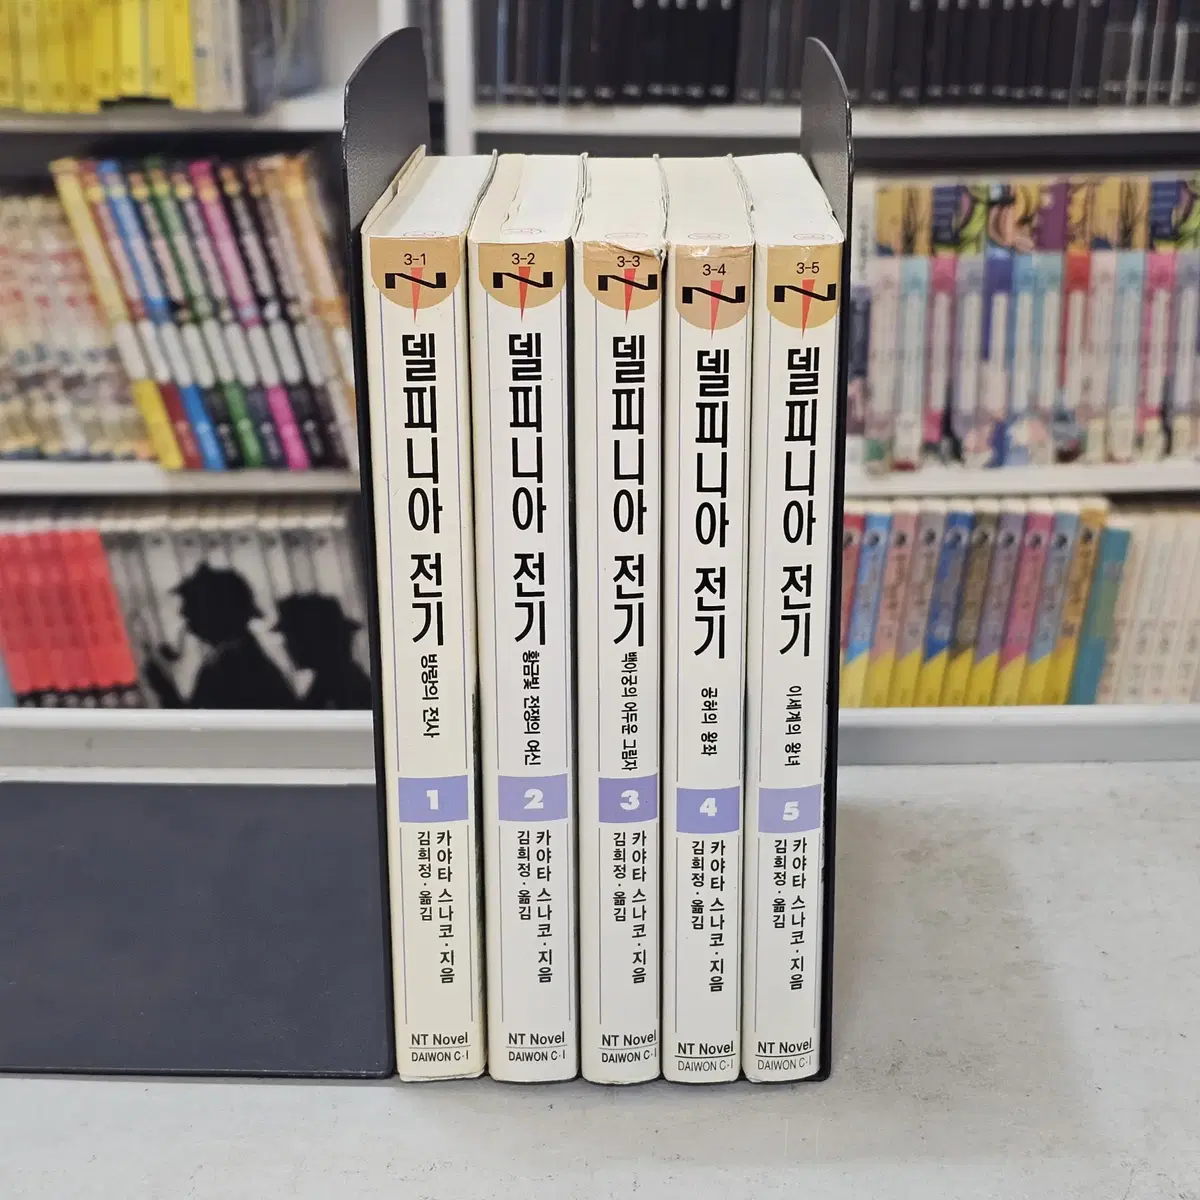 3-1
델피니아 전기
방랑의 전사
1
카야타 스나코·지음
김희정·옮김
NT Novel
DAIWON C·I
3-2
델피니아 전기
황금빛 전쟁의 여신
2
카야타 스나코·지음
김희정·옮김
NT Novel
DAIWON C·I
3-3
델피니아 전기
백아궁의 어두운 그림자
3
카야타 스나코·지음
김희정·옮김
NT Novel
DAIWON C·I
3-4
델피니아 전기
공허의 왕좌
4
카야타 스나코·지음
김희정·옮김
NT Novel
DAIWON C·I
3-5
델피니아 전기
이세계의 왕녀
5
카야타 스나코·지음
김희정·옮김
NT Novel
DAIWON C·I